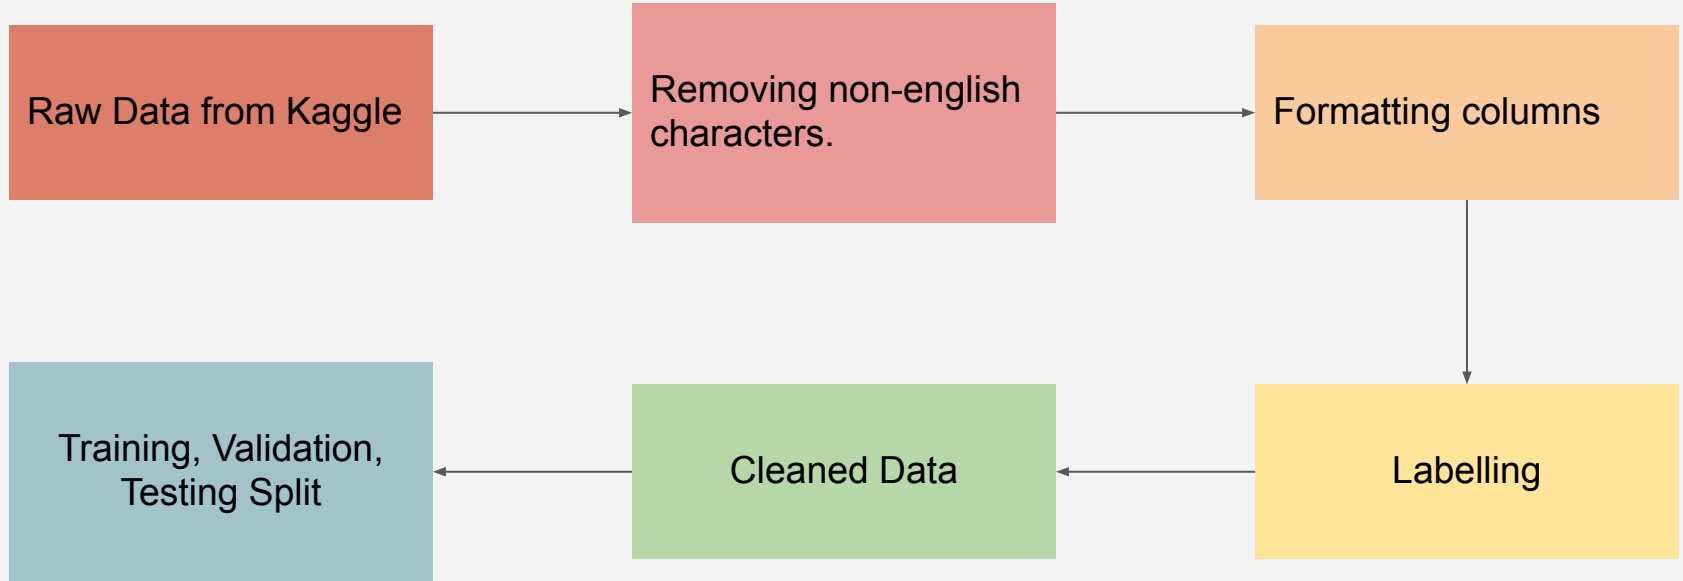 Raw Data from Kaggle
Removing non-english
characters.
Formatting columns
Labelling
Cleaned Data
Training, Validation,
Testing Split